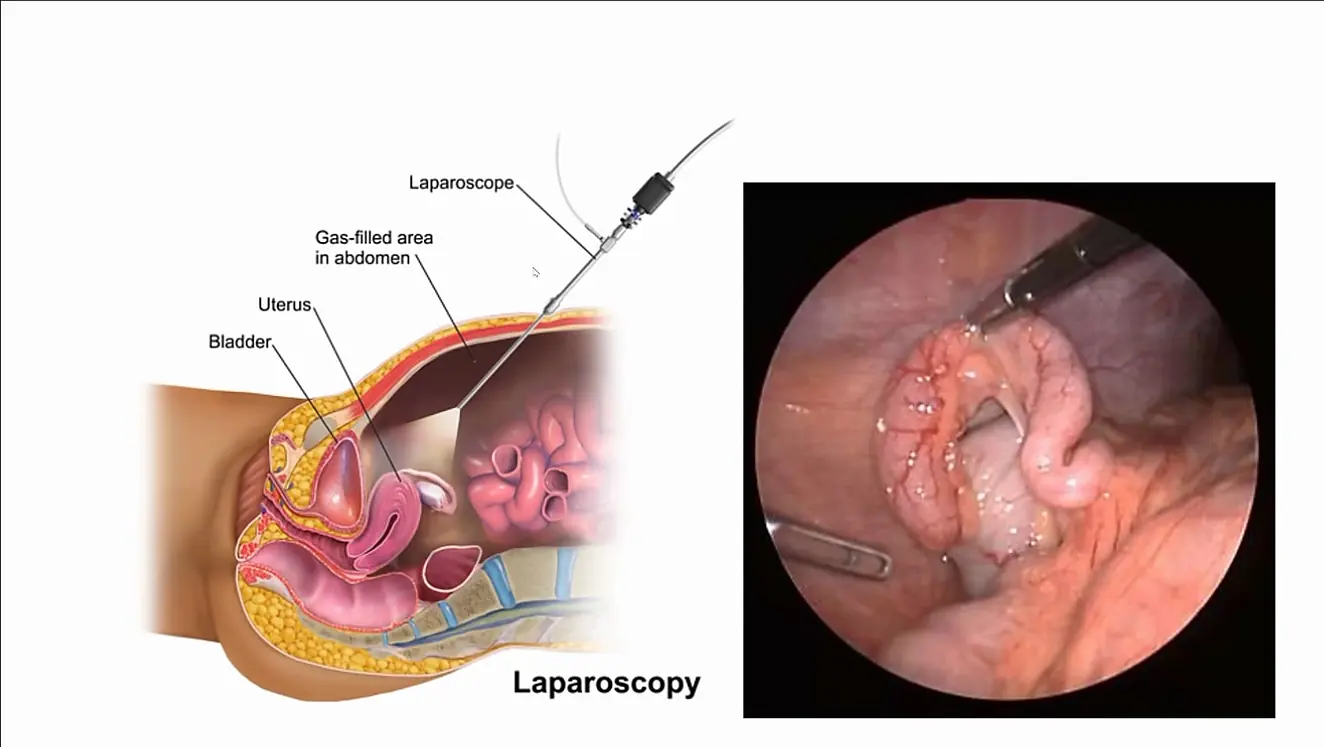 Laparoscope
Gas-filled area
in abdomen
Uterus
Bladder
Laparoscopy